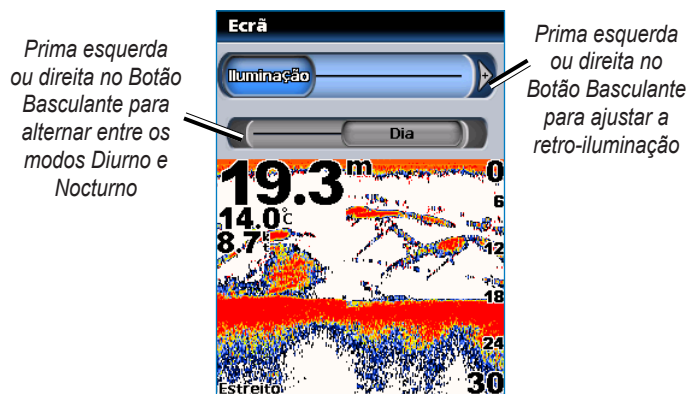 Prima esquerda
ou direita no Botão
Basculante para
alternar entre os
modos Diurno e
Nocturno
Ecrã
Iluminação
+
Dia
19.3 m
14.0°c
8.7
0
6
12
18
24
30
Estreito
Prima esquerda
ou direita no
Botão Basculante
para ajustar a
retro-iluminação